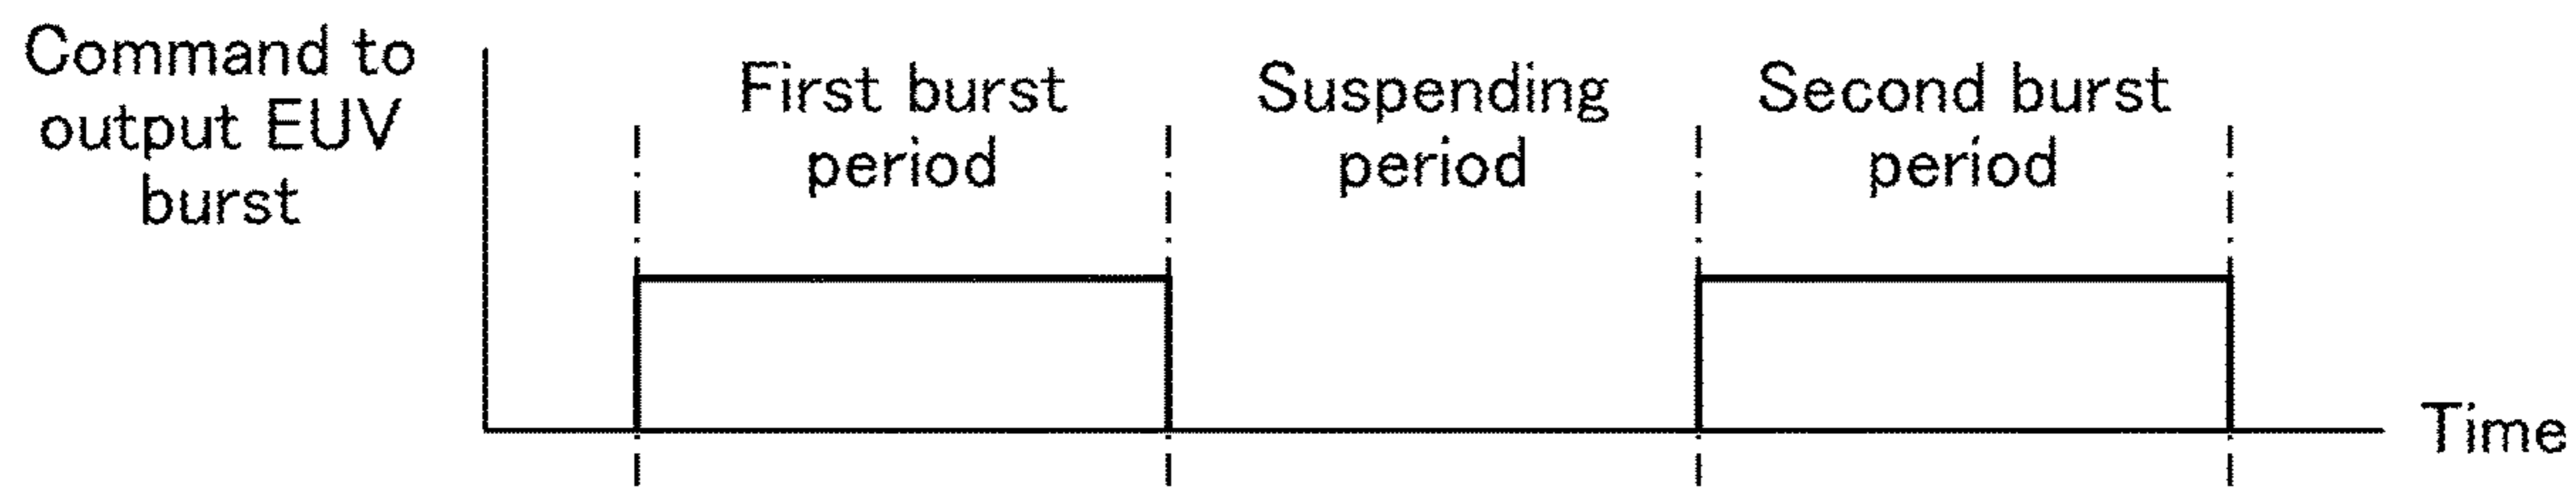 Command to
output EUV
burst
First burst
period
Suspending
period
Second burst
period
Time